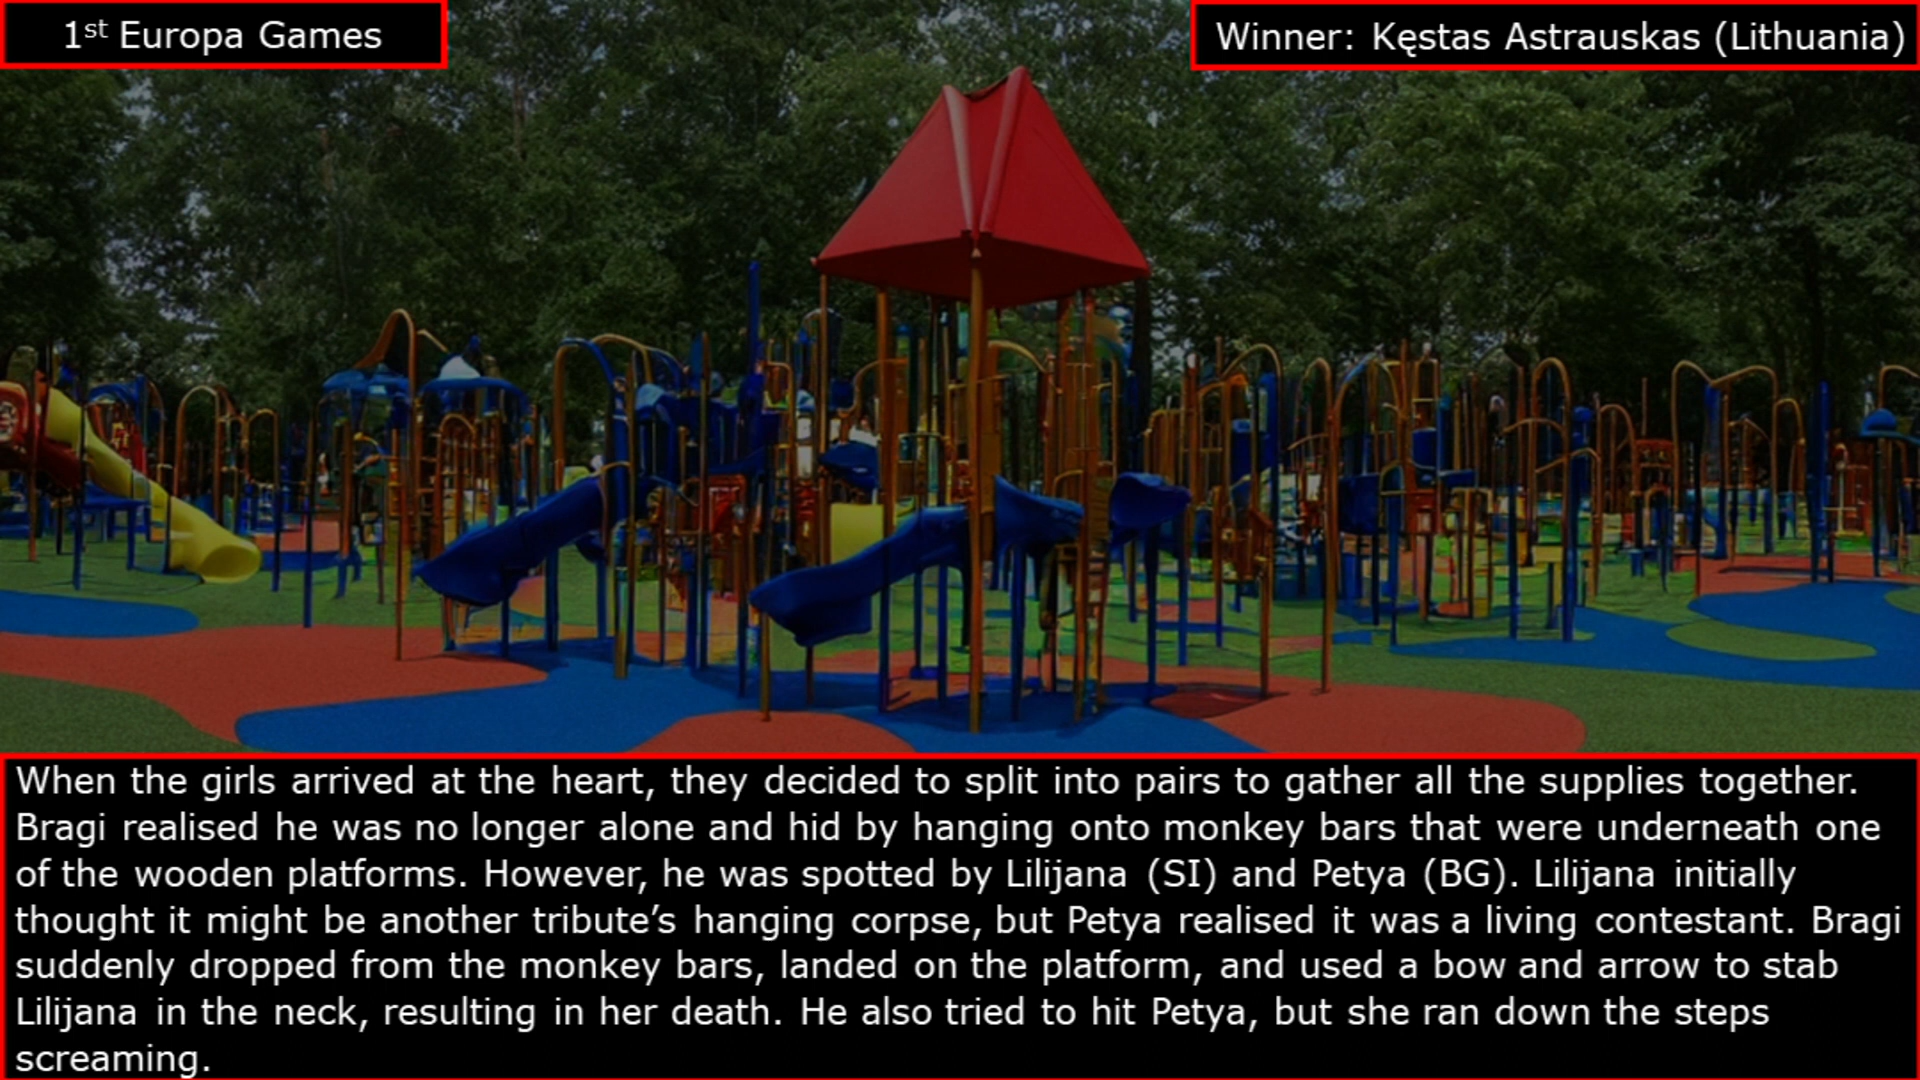 1st Europa Games
Winner: Kęstas Astrauskas (Lithuania)
When the girls arrived at the heart, they decided to split into pairs to gather all the supplies together.
Bragi realised he was no longer alone and hid by hanging onto monkey bars that were underneath one
of the wooden platforms. However, he was spotted by Lilijana (SI) and Petya (BG). Lilijana initially
thought it might be another tribute’s hanging corpse, but Petya realised it was a living contestant. Bragi
suddenly dropped from the monkey bars, landed on the platform, and used a bow and arrow to stab
Lilijana in the neck, resulting in her death. He also tried to hit Petya, but she ran down the steps
screaming.